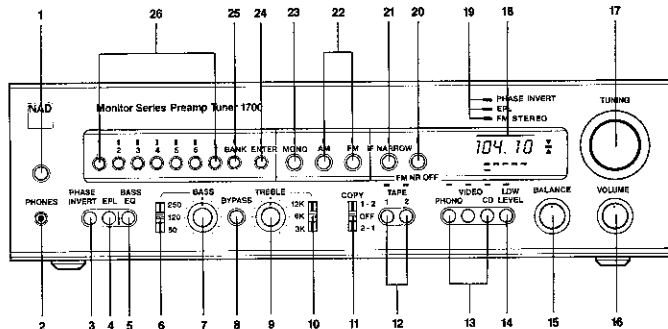 1 26 25 24 23 22 21 20 19 18 17
NAD
Monitor Series Preamp Tuner 1700
PHASE INVERT
EPL
FM STEREO
TUNING
1 2 3 4 5 6 BANK ENTER MONO AM FM IF NARROW
FM NR OFF
104.10
PHONES
PHASE INVERT EPL BASS EQ
250
120
50
BASS
BYPASS
TREBLE
12K
6K
3K
COPY
1-2
OFF
2-1
TAPE
1 2
VIDEO
PHONO CD
LOW LEVEL
BALANCE
VOLUME
2 3 4 5 6 7 8 9 10 11 12 13 14 15 16